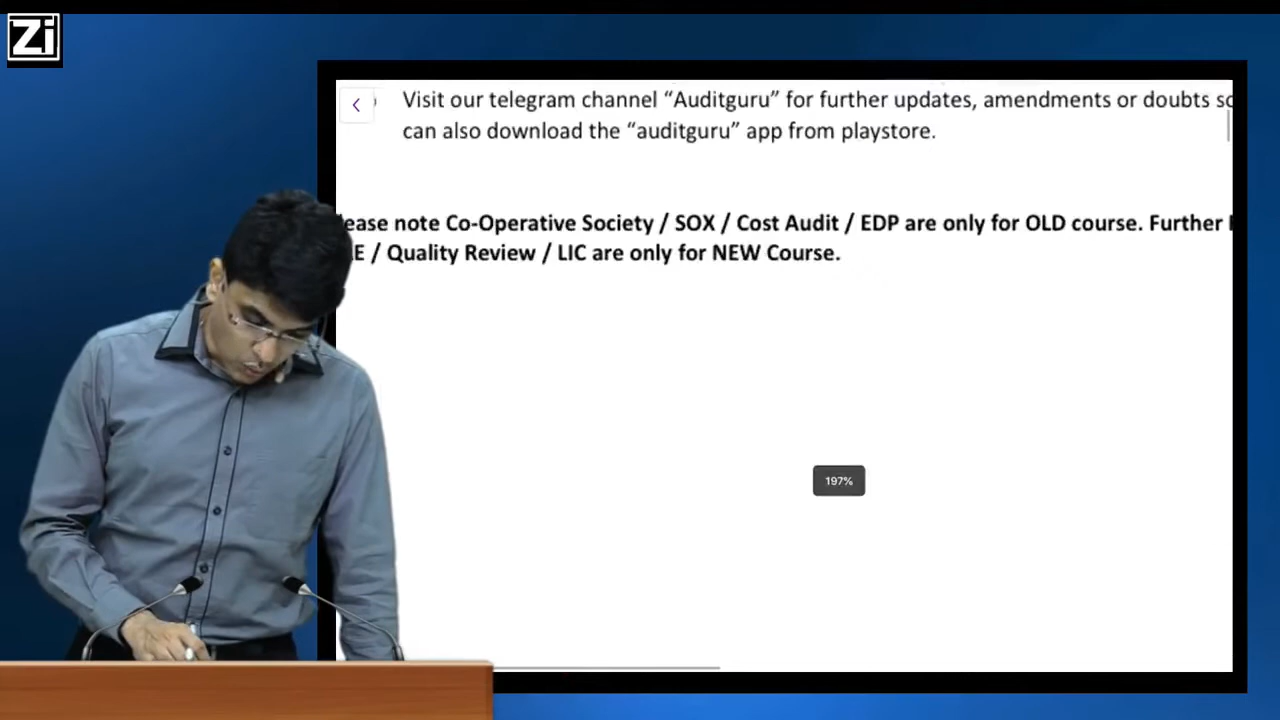 Zi
Visit our telegram channel “Auditguru” for further updates, amendments or doubts
can also download the “auditguru” app from playstore.
ease note Co-Operative Society / SOX / Cost Audit / EDP are only for OLD course. Further
E / Quality Review / LIC are only for NEW Course.
197%